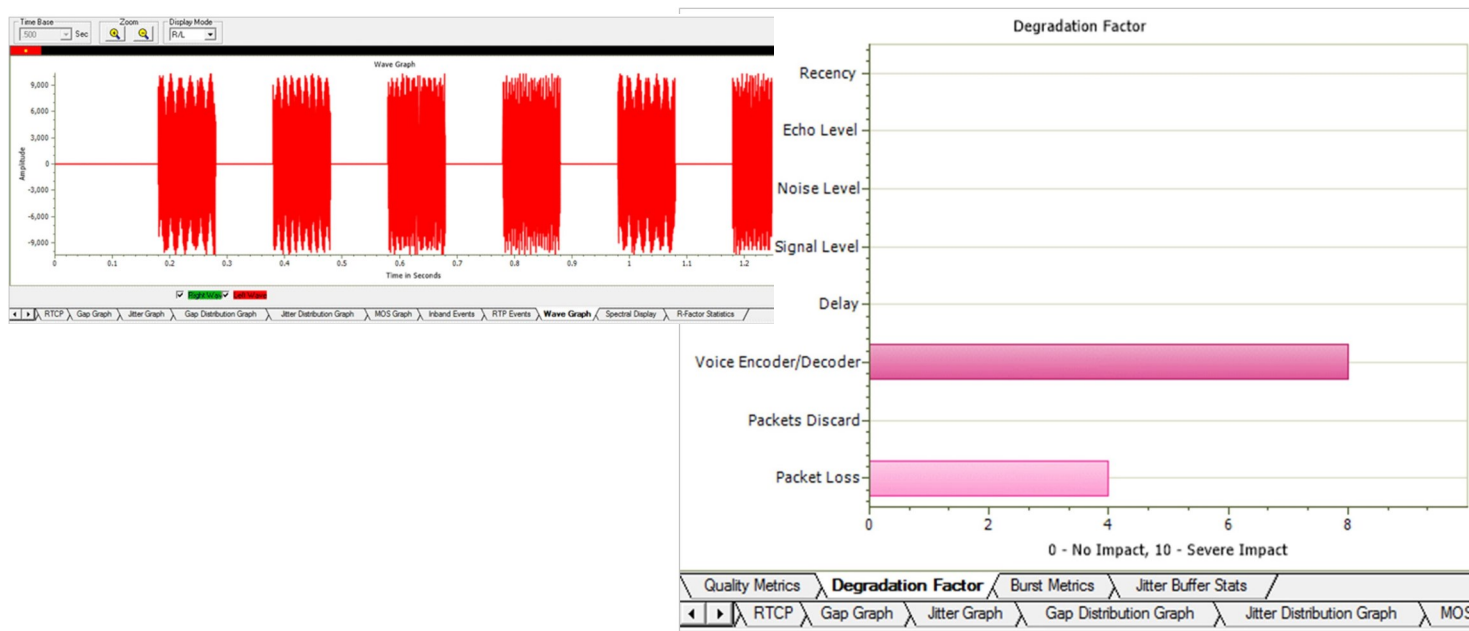 Time Base
Zoom
Display Mode
500
Sec
R/L
Wave Graph
9,000
6,000
3,000
0
-3,000
-6,000
-9,000
Amplitude
0 0.1 0.2 0.3 0.4 0.5 0.6 0.7 0.8 0.9 1 1.1 1.2
Time in Seconds
Right Wav Left Wave
RTCP Gap Graph Jitter Graph Gap Distribution Graph Jitter Distribution Graph MOS Graph Inband Events RTP Events Wave Graph Spectral Display R-Factor Statistics
Degradation Factor
Recency
Echo Level
Noise Level
Signal Level
Delay
Voice Encoder/Decoder
Packets Discard
Packet Loss
0 2 4 6 8
0 - No Impact, 10 - Severe Impact
Quality Metrics Degradation Factor Burst Metrics Jitter Buffer Stats
RTCP Gap Graph Jitter Graph Gap Distribution Graph Jitter Distribution Graph MOS